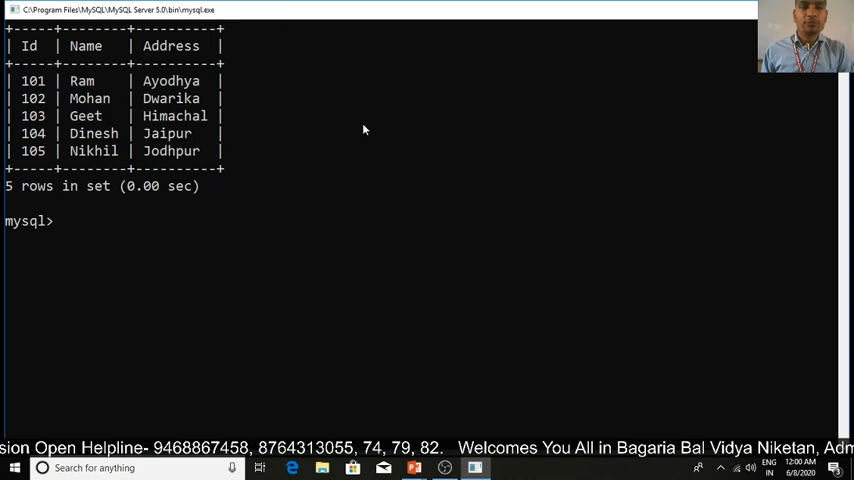 C:\Program Files\MySQL\MySQL Server 5.0\bin\mysql.exe
+-----+--------+----------+
| Id  | Name   | Address  |
+-----+--------+----------+
| 101 | Ram    | Ayodhya  |
| 102 | Mohan  | Dwarika  |
| 103 | Geet   | Himachal |
| 104 | Dinesh | Jaipur   |
| 105 | Nikhil | Jodhpur  |
+-----+--------+----------+
5 rows in set (0.00 sec)
mysql>
sion Open Helpline- 9468867458, 8764313055, 74, 79, 82. Welcomes You All in Bagaria Bal Vidya Niketan, Adm
Search for anything
ENG
IN
12:00 AM
6/8/2020
3